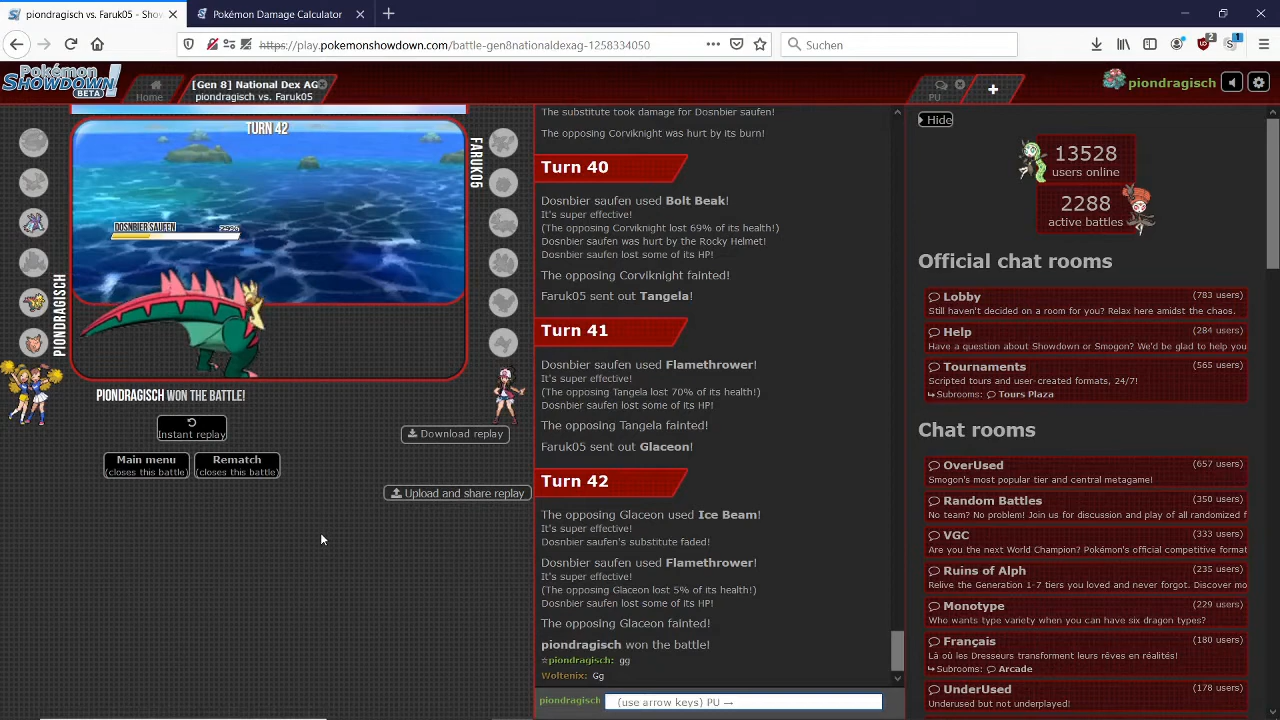 piondragisch vs. Faruk05 - Sho
Pokémon Damage Calculator
https://play.pokemonshowdown.com/battle-gen8nationaldexag-1258334050
Suchen
2
1
Pokémon
Showdown!
BETA
Home
[Gen 8] National Dex AG
piondragisch vs. Faruk05
PU
piondragisch
TURN 42
PIONDRAGISCH
FARUK05
DOSNBIER SAUFEN
29%
PIONDRAGISCH WON THE BATTLE!
Instant replay
Download replay
Main menu
(closes this battle)
Rematch
(closes this battle)
Upload and share replay
The substitute took damage for Dosnbier saufen!
The opposing Corviknight was hurt by its burn!
Turn 40
Dosnbier saufen used Bolt Beak!
It's super effective!
(The opposing Corviknight lost 69% of its health!)
Dosnbier saufen was hurt by the Rocky Helmet!
Dosnbier saufen lost some of its HP!
The opposing Corviknight fainted!
Faruk05 sent out Tangela!
Turn 41
Dosnbier saufen used Flamethrower!
It's super effective!
(The opposing Tangela lost 70% of its health!)
Dosnbier saufen lost some of its HP!
The opposing Tangela fainted!
Faruk05 sent out Glaceon!
Turn 42
The opposing Glaceon used Ice Beam!
It's super effective!
Dosnbier saufen's substitute faded!
Dosnbier saufen used Flamethrower!
It's super effective!
(The opposing Glaceon lost 5% of its health!)
Dosnbier saufen lost some of its HP!
The opposing Glaceon fainted!
piondragisch won the battle!
☆piondragisch: gg
Woltenix: Gg
piondragisch
(use arrow keys) PU →
Hide
13528
users online
2288
active battles
Official chat rooms
Lobby (783 users)
Still haven't decided on a room for you? Relax here amidst the chaos.
Help (284 users)
Have a question about Showdown or Smogon? We'd be glad to help you
Tournaments (565 users)
Scripted tours and user-created formats, 24/7!
Subrooms: Tours Plaza
Chat rooms
OverUsed (657 users)
Smogon's most popular tier and central metagame!
Random Battles (350 users)
No team? No problem! Join us for discussion and play of all randomized f
VGC (333 users)
Are you the next World Champion? Pokémon's official competitive format
Ruins of Alph (235 users)
Relive the Generation 1-7 tiers you loved and never forgot. Discover mo
Monotype (229 users)
Who wants type variety when you can have six dragon types?
Français (180 users)
Là où les Dresseurs transforment leurs rêves en réalités!
Subrooms: Arcade
UnderUsed (178 users)
Underused but not underplayed!